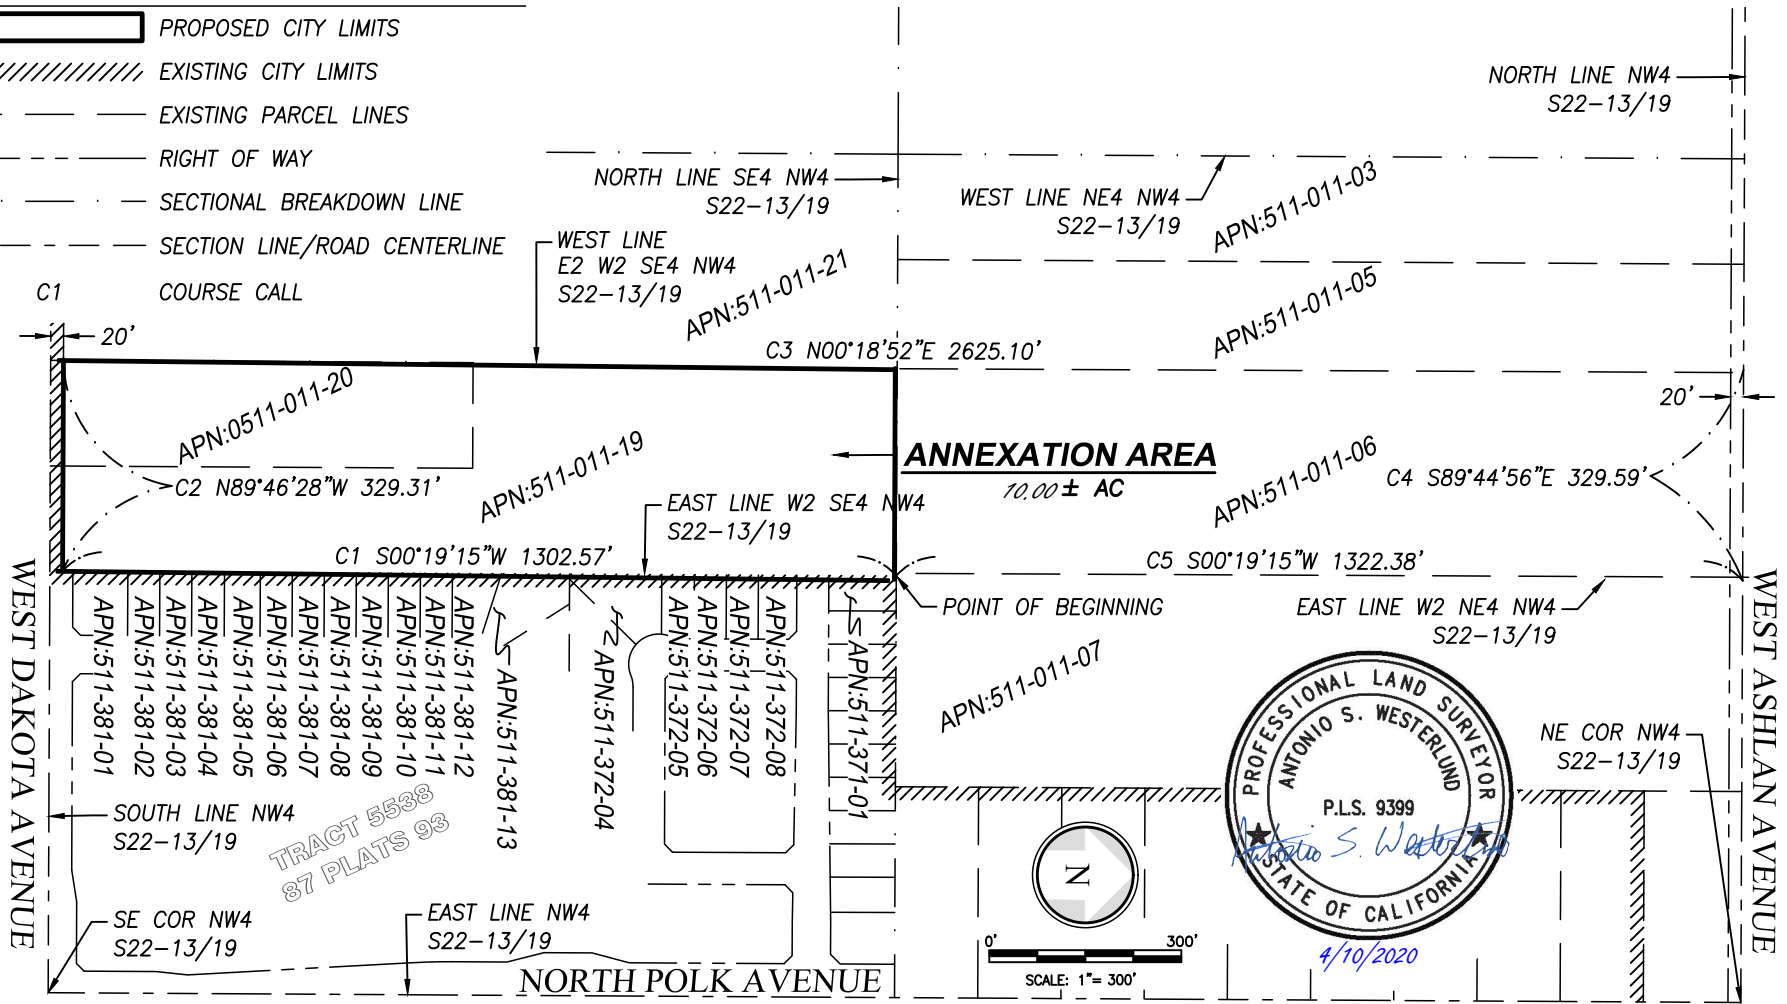 PROPOSED CITY LIMITS
EXISTING CITY LIMITS
EXISTING PARCEL LINES
RIGHT OF WAY
SECTIONAL BREAKDOWN LINE
SECTION LINE/ROAD CENTERLINE
C1 COURSE CALL
NORTH LINE NW4
S22-13/19
NORTH LINE SE4 NW4
S22-13/19
WEST LINE NE4 NW4
S22-13/19
APN:511-011-03
WEST LINE
E2 W2 SE4 NW4
S22-13/19
APN:511-011-21
APN:511-011-05
20'
C3 N00°18'52"E 2625.10'
20'
APN:0511-011-20
APN:511-011-19
ANNEXATION AREA
10.00 ± AC
APN:511-011-06
C4 S89°44'56"E 329.59'
C2 N89°46'28"W 329.31'
EAST LINE W2 SE4 NW4
S22-13/19
C1 S00°19'15"W 1302.57'
C5 S00°19'15"W 1322.38'
POINT OF BEGINNING
EAST LINE W2 NE4 NW4
S22-13/19
WEST DAKOTA AVENUE
APN:511-381-01
APN:511-381-02
APN:511-381-03
APN:511-381-04
APN:511-381-05
APN:511-381-06
APN:511-381-07
APN:511-381-08
APN:511-381-09
APN:511-381-10
APN:511-381-11
APN:511-381-12
APN:511-381-13
APN:511-372-04
APN:511-372-05
APN:511-372-06
APN:511-372-07
APN:511-372-08
APN:511-371-01
APN:511-011-07
WEST ASHLAN AVENUE
NE COR NW4
S22-13/19
PROFESSIONAL LAND SURVEYOR
ANTONIO S. WESTERLUND
P.L.S. 9399
Antonio S. Westerlund
STATE OF CALIFORNIA
4/10/2020
SOUTH LINE NW4
S22-13/19
TRACT 5538
87 PLATS 93
SE COR NW4
S22-13/19
EAST LINE NW4
S22-13/19
NORTH POLK AVENUE
N
0' 300'
SCALE: 1"= 300'